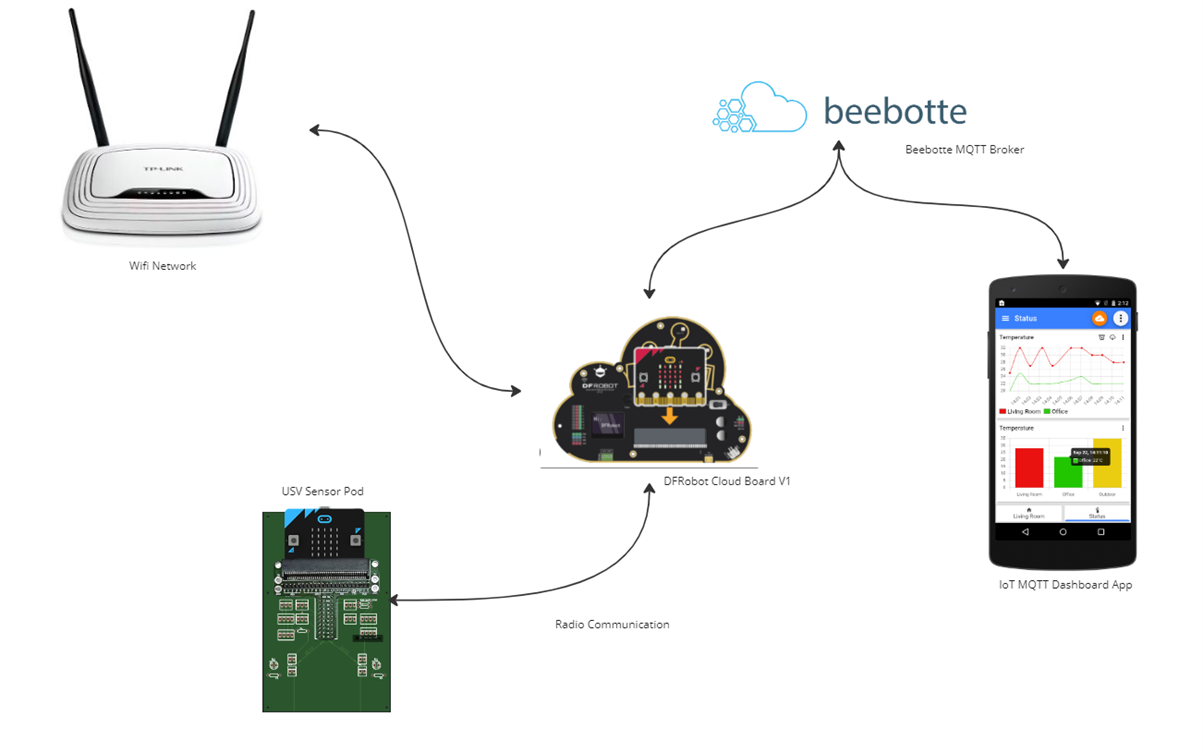 TP-LINK
Wifi Network
beebotte
Beebotte MQTT Broker
DFROBOT
DFRobot
DFRobot Cloud Board V1
USV Sensor Pod
Radio Communication
2:12
Status
Temperature
Living Room
Office
Temperature
Sep 23, 14:11:10
Office 22°C
Living Room
Office
Outdoor
Living Room
Status
IoT MQTT Dashboard App